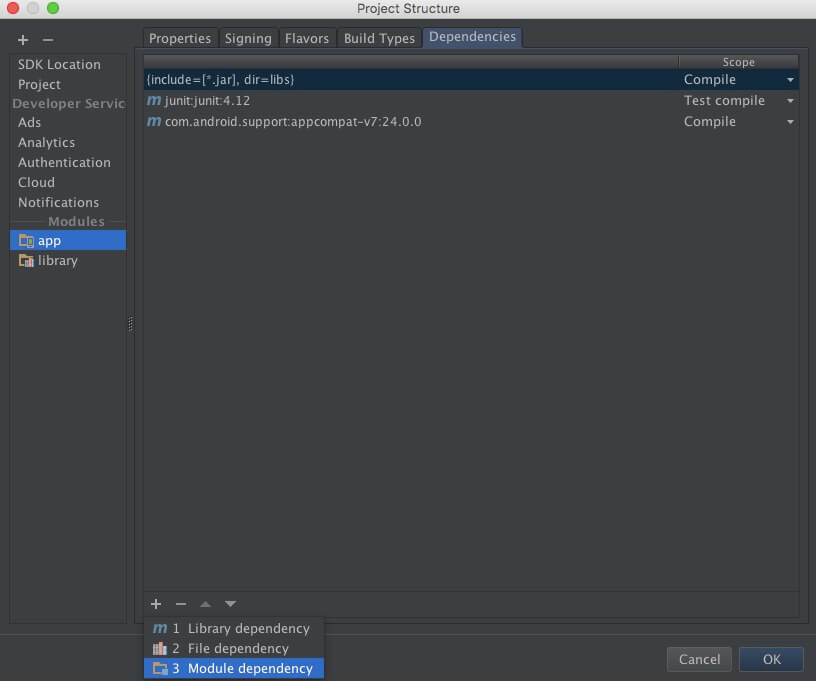 Project Structure
Properties Signing Flavors Build Types Dependencies
SDK Location
Project
Developer Servic
Ads
Analytics
Authentication
Cloud
Notifications
Modules
app
library
Scope
{include=[*.jar], dir=libs} Compile
m junit:junit:4.12 Test compile
m com.android.support:appcompat-v7:24.0.0 Compile
m 1 Library dependency
2 File dependency
3 Module dependency
Cancel OK